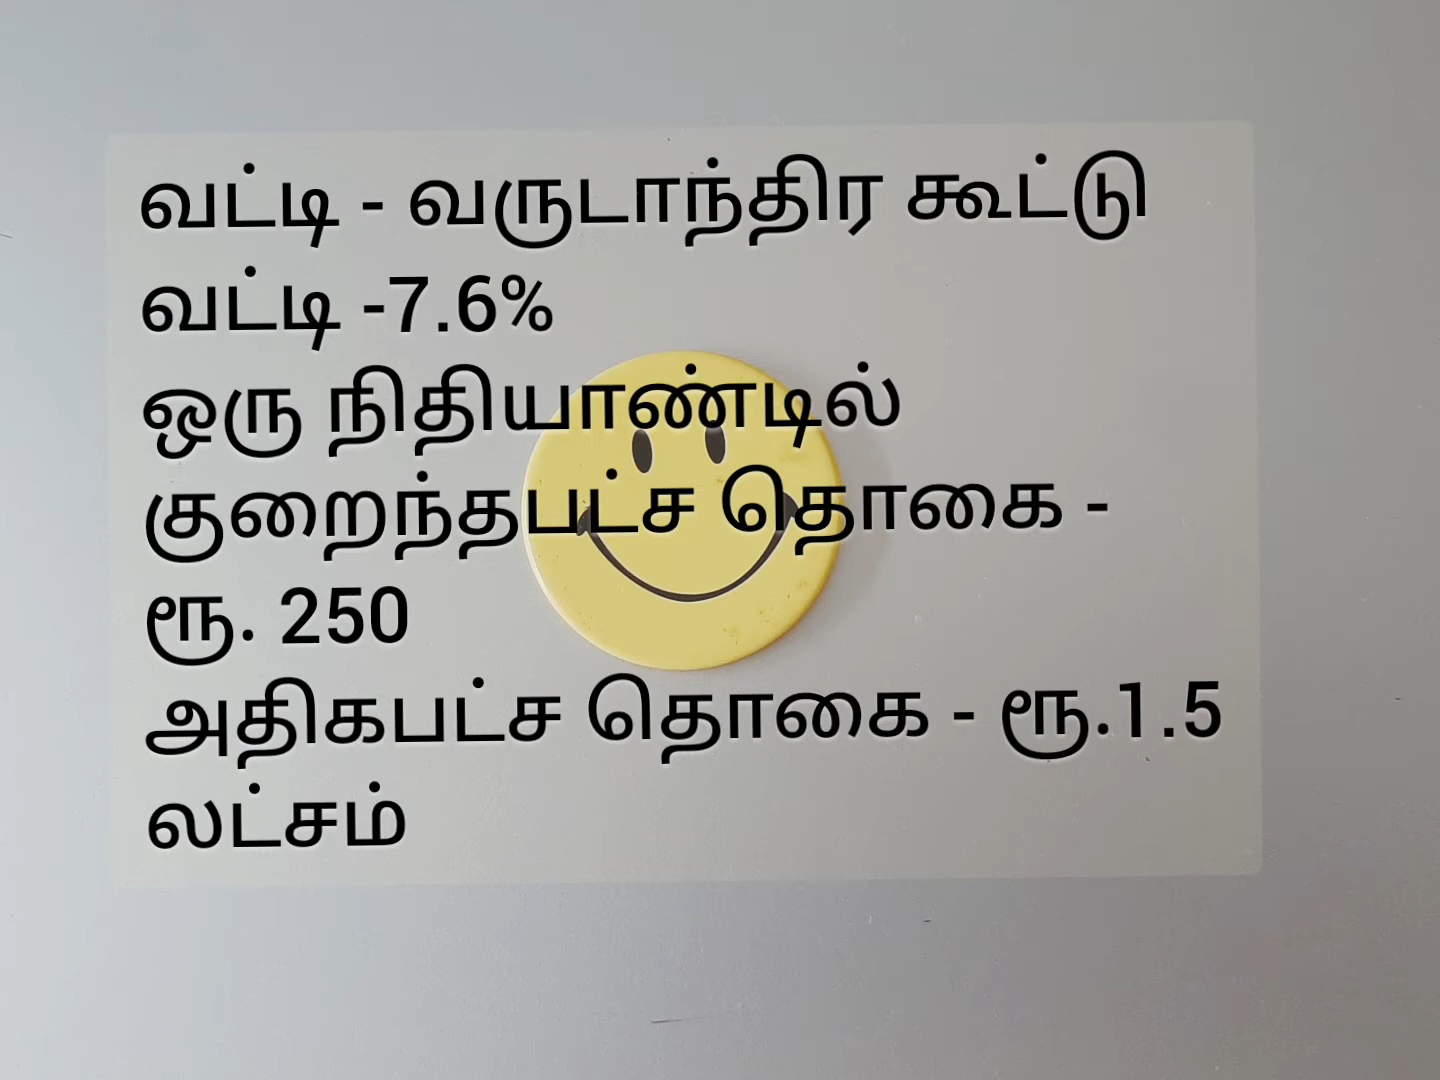 வட்டி - வருடாந்திர கூட்டு
வட்டி -7.6%
ஒரு நிதியாண்டில்
குறைந்தபட்ச தொகை -
ரூ. 250
அதிகபட்ச தொகை - ரூ.1.5
லட்சம்